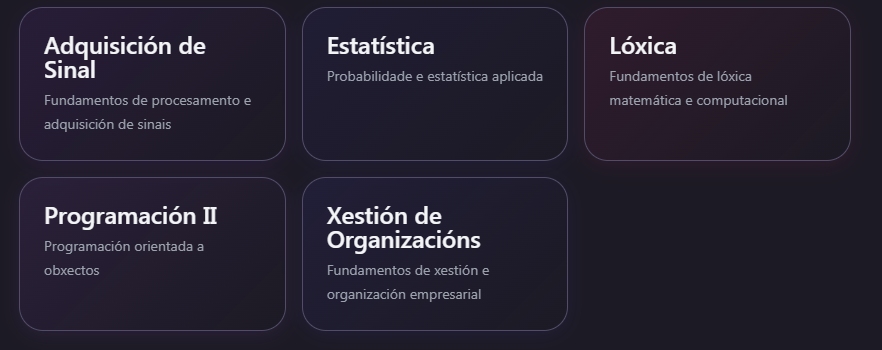 Adquisición de
Sinal
Fundamentos de procesamento e
adquisición de sinais
Estatística
Probabilidade e estatística aplicada
Lóxica
Fundamentos de lóxica
matemática e computacional
Programación II
Programación orientada a
obxectos
Xestión de
Organizacións
Fundamentos de xestión e
organización empresarial